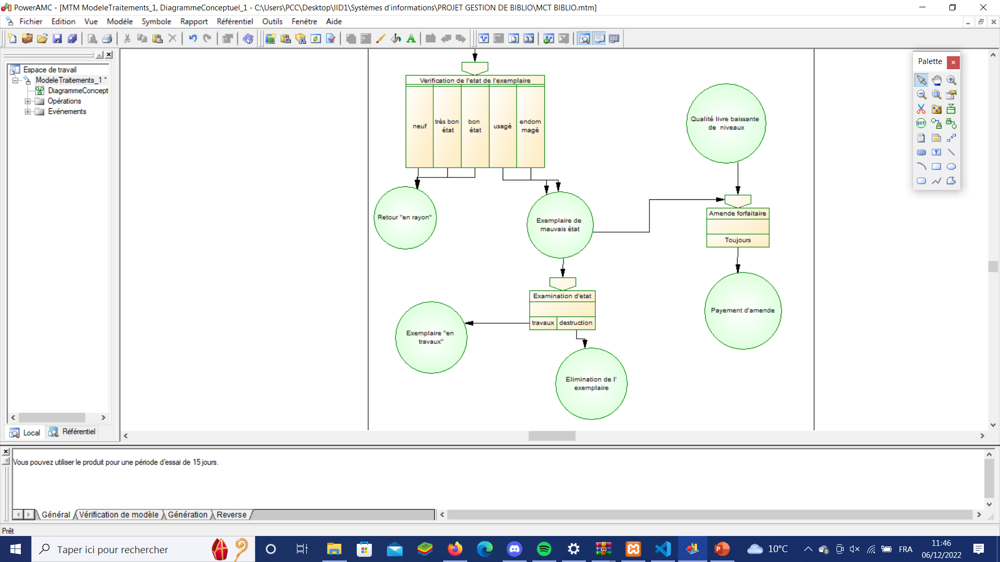 PowerAMC - [MTM ModeleTraitements_1, DiagrammeConceptuel_1 - C:\Users\PCC\Desktop\IID1\Systèmes d'informations\PROJET GESTION DE BIBLIO\MCT BIBLIO.mtm]
Fichier Edition Vue Modèle Symbole Rapport Référentiel Outils Fenêtre Aide
Espace de travail
ModeleTraitements_1 *
DiagrammeConcept
Opérations
Evénements
Local Référentiel
Palette
EVT
Verification de l'etat de l'exemplaire
neuf
très bon
état
bon
état
usagé
endom
magé
Qualité livre baissante
de niveaux
Retour "en rayon"
Exemplaire de
mauvais état
Amende forfaitaire
Toujours
Examination d'etat
travaux destruction
Payement d'amende
Exemplaire "en
travaux"
Elimination de l'
exemplaire
Vous pouvez utiliser le produit pour une période d'essai de 15 jours.
Général Vérification de modèle Génération Reverse
Prêt
Taper ici pour rechercher
10°C
FRA
11:46
06/12/2022